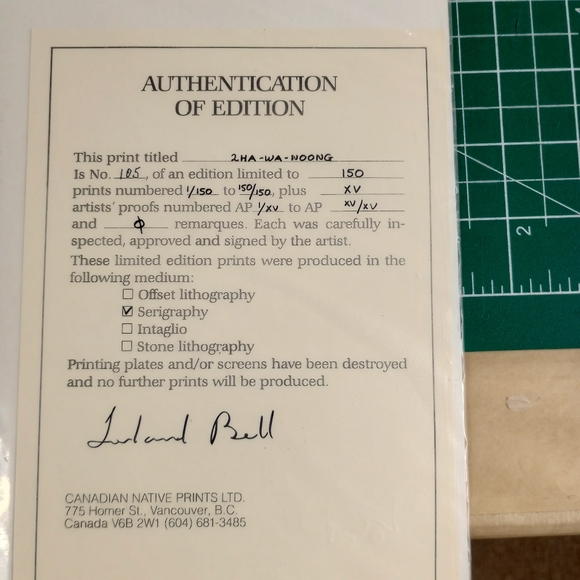 AUTHENTICATION
OF EDITION
This print titled ZHA-WA-NOONG
Is No. 105, of an edition limited to 150
prints numbered 1/150 to 150/150, plus XV
artists' proofs numbered AP 1/XV to AP XV/XV
and ϕ remarques. Each was carefully in-
spected, approved and signed by the artist.
These limited edition prints were produced in the
following medium:
☐ Offset lithography
☑ Serigraphy
☐ Intaglio
☐ Stone lithography
Printing plates and/or screens have been destroyed
and no further prints will be produced.
Leland Bell
CANADIAN NATIVE PRINTS LTD.
775 Homer St., Vancouver, B.C.
Canada V6B 2W1 (604) 681-3485
2